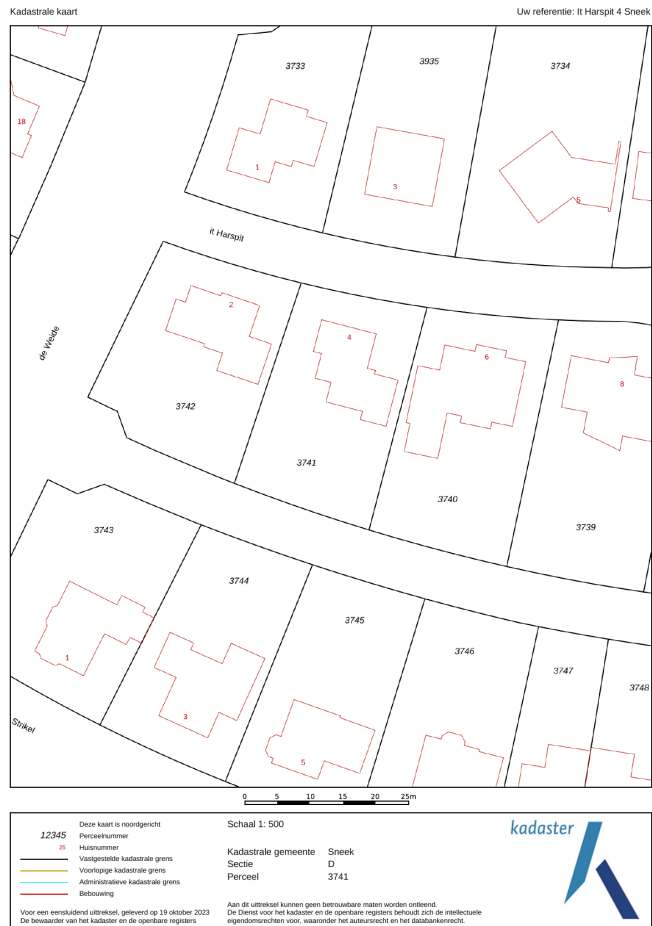 Kadastrale kaart
Uw referentie: It Harspit 4 Sneek
3733
3935
3734
18
1
3
5
it Harspit
de Weide
2
4
6
8
3742
3741
3740
3739
3743
3744
3745
3746
3747
3748
1
3
5
Strikel
0 5 10 15 20 25m
Deze kaart is noordgericht
12345 Perceelnummer
25 Huisnummer
Vastgestelde kadastrale grens
Voorlopige kadastrale grens
Administratieve kadastrale grens
Bebouwing
Voor een eensluidend uittreksel, geleverd op 19 oktober 2023
De bewaarder van het kadaster en de openbare registers
Schaal 1: 500
Kadastrale gemeente Sneek
Sectie D
Perceel 3741
Aan dit uittreksel kunnen geen betrouwbare maten worden ontleend.
De Dienst voor het kadaster en de openbare registers behoudt zich de intellectuele
eigendomsrechten voor, waaronder het auteursrecht en het databankenrecht.
kadaster